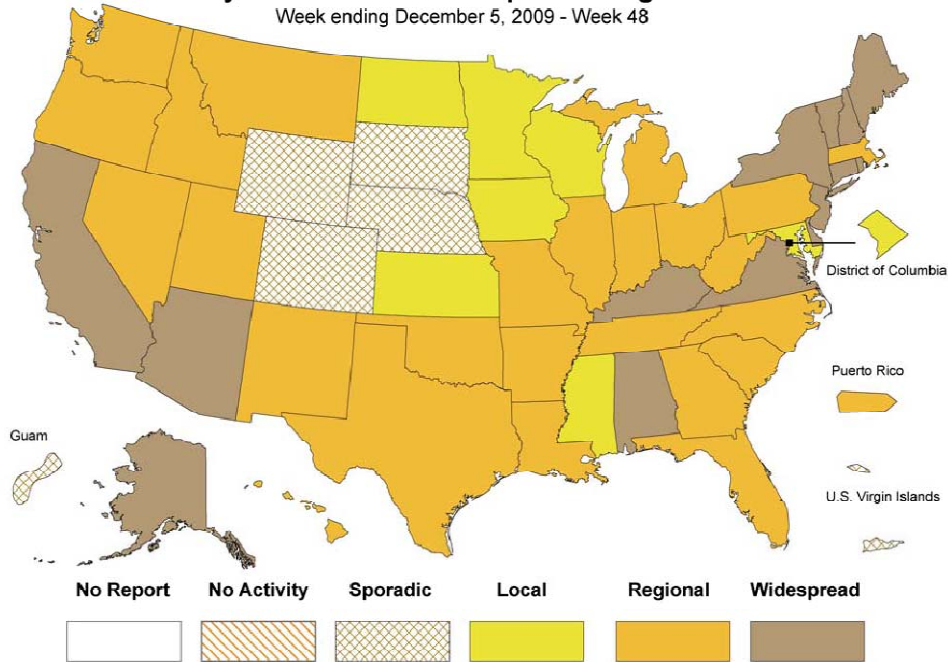 Week ending December 5, 2009 - Week 48
District of Columbia
Puerto Rico
Guam
U.S. Virgin Islands
No Report No Activity Sporadic Local Regional Widespread